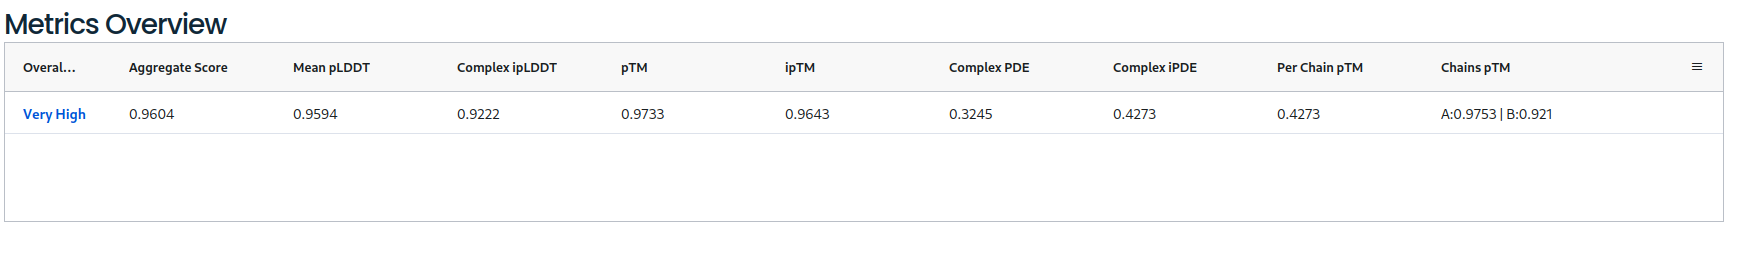 Metrics Overview
Overal... Aggregate Score Mean pLDDT Complex ipLDDT pTM ipTM Complex PDE Complex iPDE Per Chain pTM Chains pTM
Very High 0.9604 0.9594 0.9222 0.9733 0.9643 0.3245 0.4273 0.4273 A:0.9753 | B:0.921